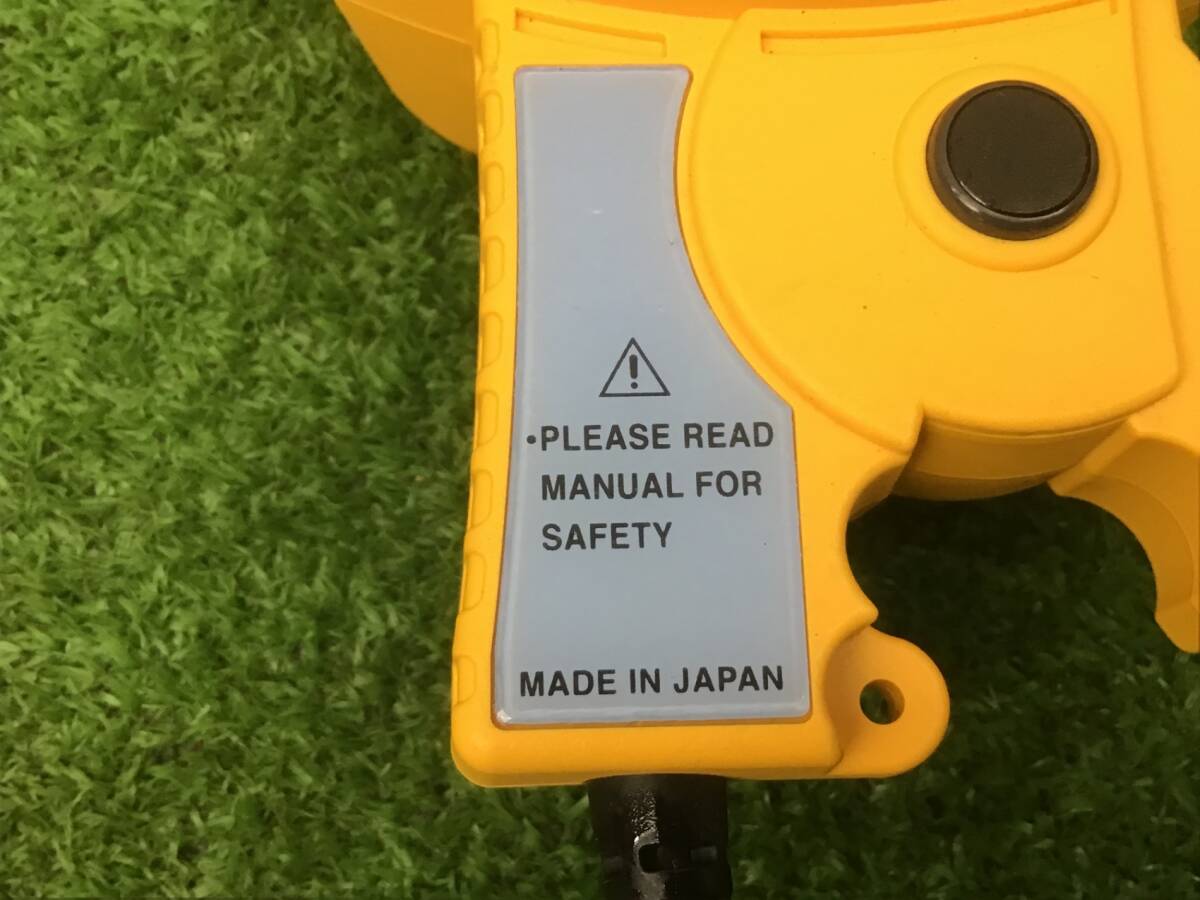 •PLEASE READ
MANUAL FOR
SAFETY
MADE IN JAPAN